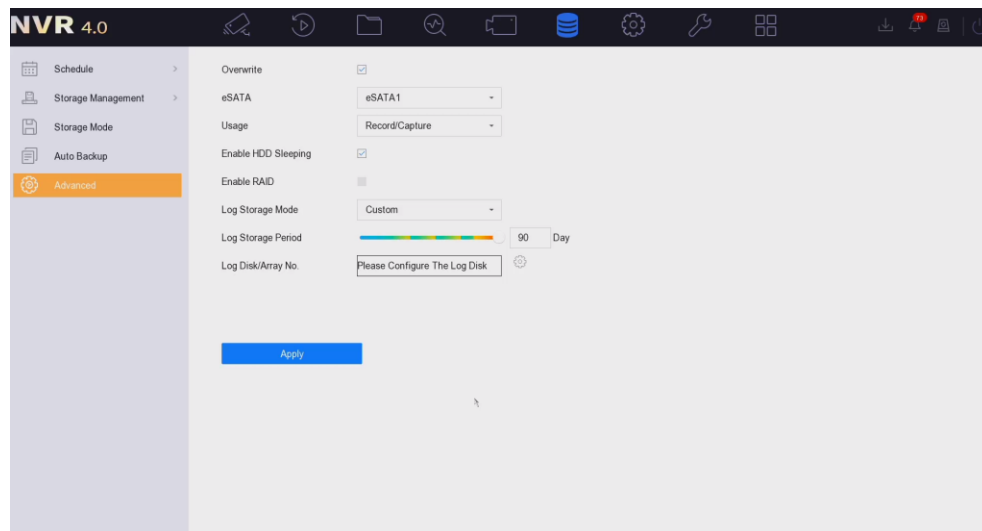 NVR 4.0
73
Schedule
Storage Management
Storage Mode
Auto Backup
Advanced
Overwrite
eSATA eSATA1
Usage Record/Capture
Enable HDD Sleeping
Enable RAID
Log Storage Mode Custom
Log Storage Period 90 Day
Log Disk/Array No. Please Configure The Log Disk
Apply